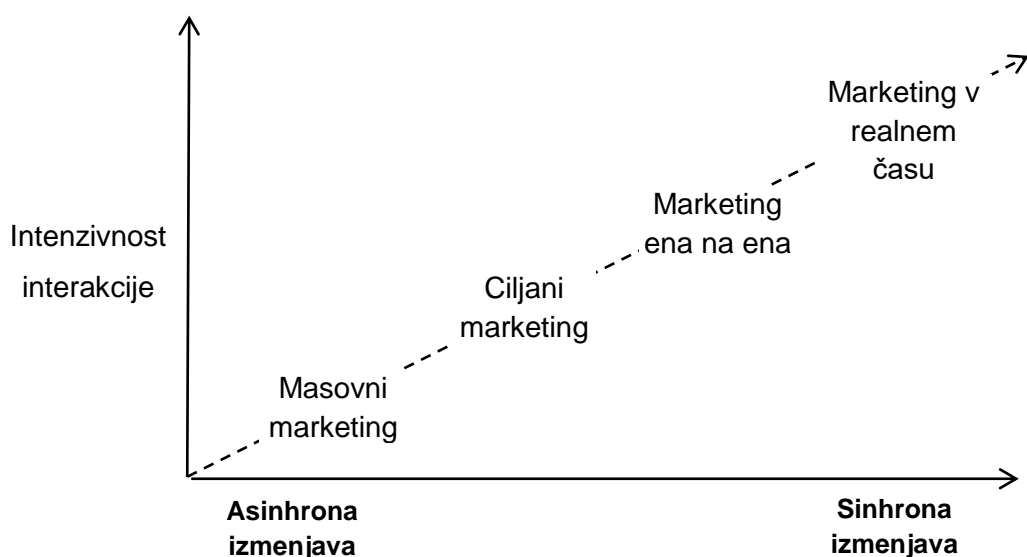 Marketing v
realnem
času
Marketing
ena na ena
Intenzivnost
interakcije
Ciljani
marketing
Masovni
marketing
Asinhrona
izmenjava
Sinhrona
izmenjava